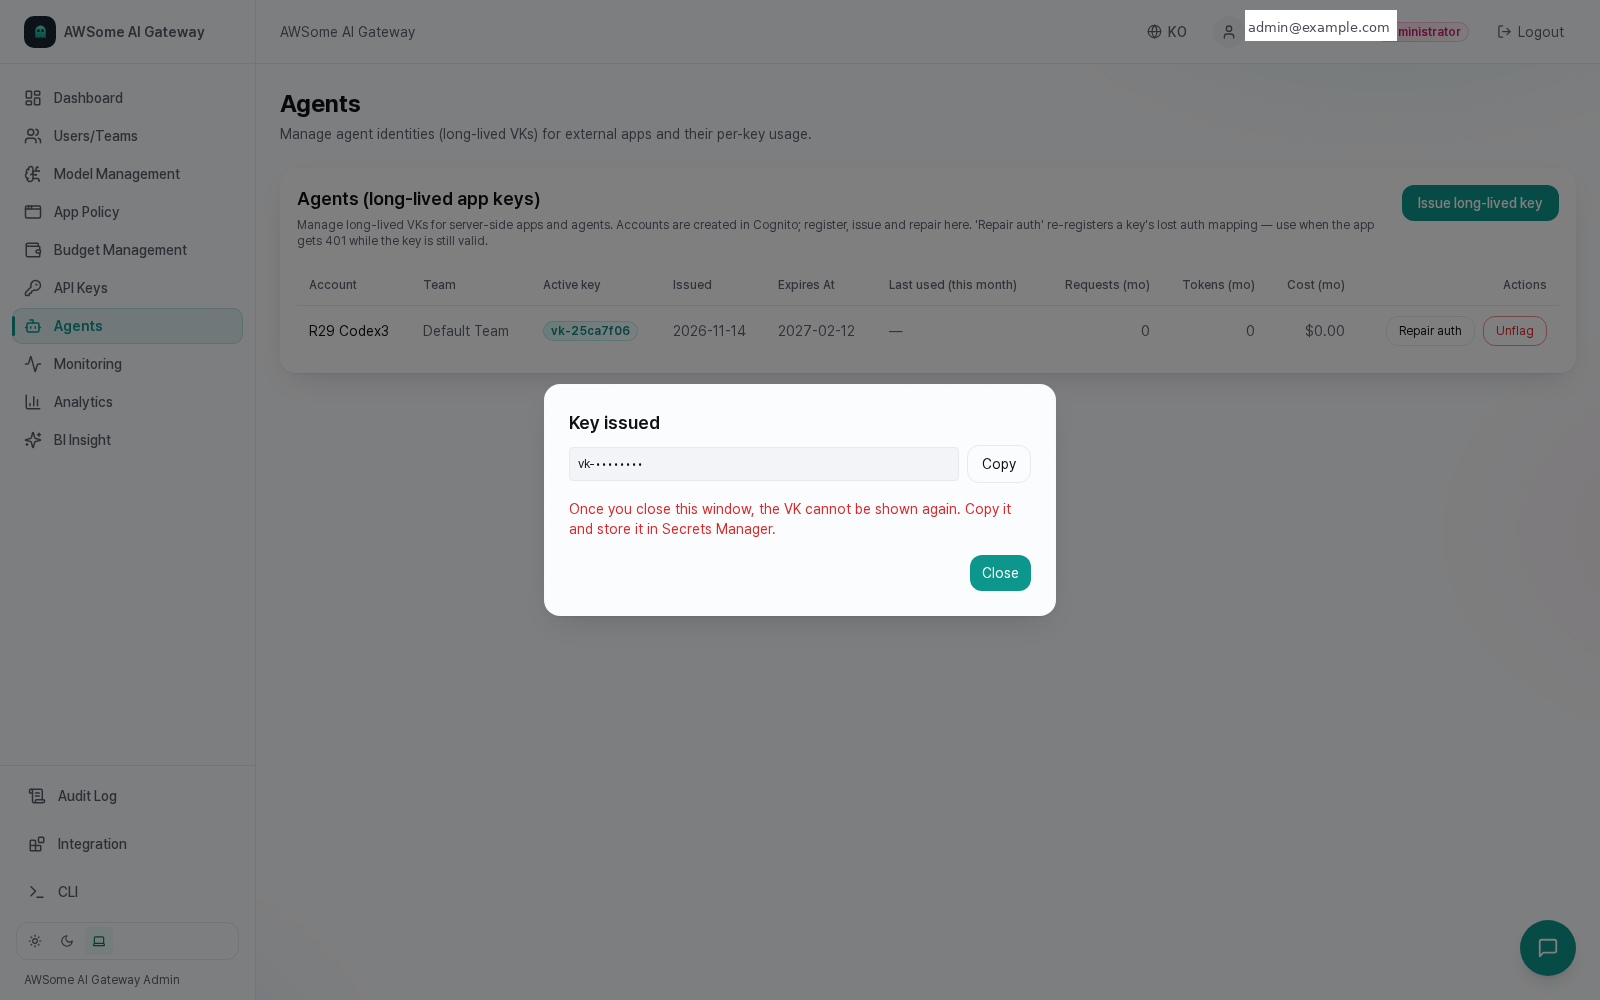 AWSome AI Gateway
AWSome AI Gateway
KO
admin@example.com
ministrator
Logout
Dashboard
Users/Teams
Model Management
App Policy
Budget Management
API Keys
Agents
Monitoring
Analytics
BI Insight
Agents
Manage agent identities (long-lived VKs) for external apps and their per-key usage.
Agents (long-lived app keys)
Issue long-lived key
Manage long-lived VKs for server-side apps and agents. Accounts are created in Cognito; register, issue and repair here. 'Repair auth' re-registers a key's lost auth mapping — use when the app
gets 401 while the key is still valid.
Account Team Active key Issued Expires At Last used (this month) Requests (mo) Tokens (mo) Cost (mo) Actions
R29 Codex3 Default Team vk-25ca7f06 2026-11-14 2027-02-12 — 0 0 $0.00 Repair auth Unflag
Key issued
vk-••••••••
Copy
Once you close this window, the VK cannot be shown again. Copy it
and store it in Secrets Manager.
Close
Audit Log
Integration
CLI
AWSome AI Gateway Admin